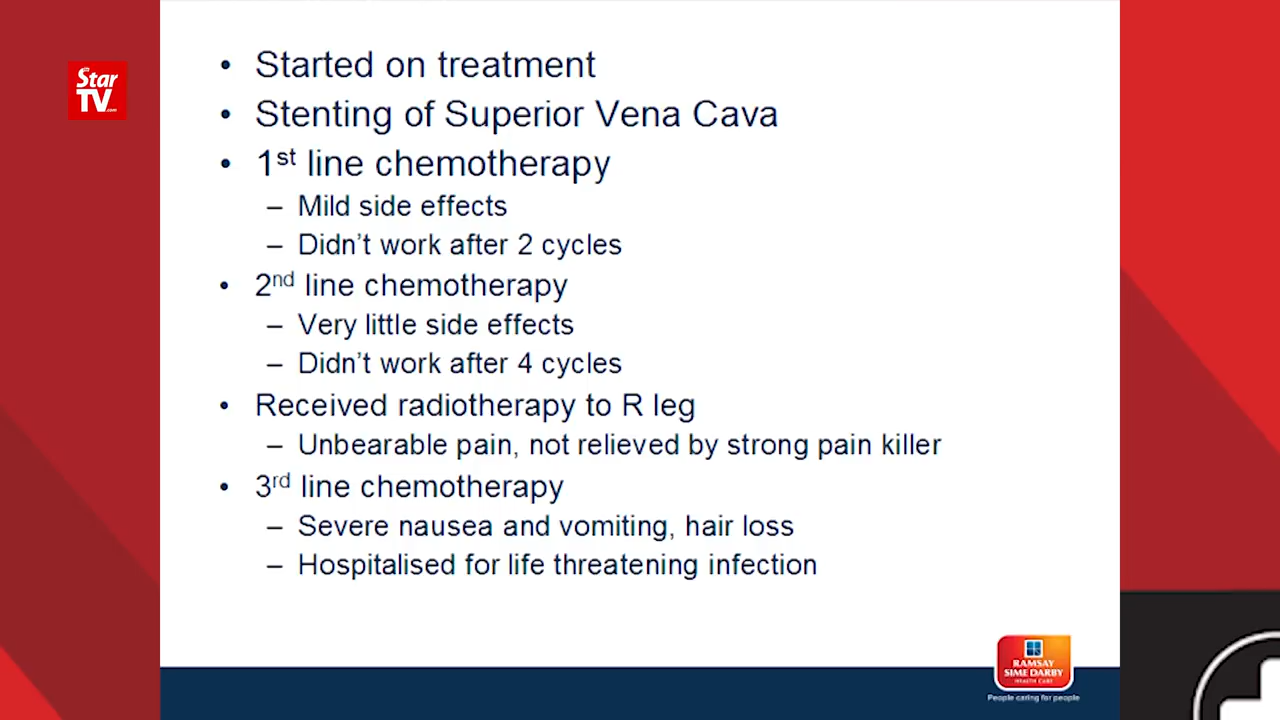 Star
TV.com
• Started on treatment
• Stenting of Superior Vena Cava
• 1st line chemotherapy
– Mild side effects
– Didn't work after 2 cycles
• 2nd line chemotherapy
– Very little side effects
– Didn't work after 4 cycles
• Received radiotherapy to R leg
– Unbearable pain, not relieved by strong pain killer
• 3rd line chemotherapy
– Severe nausea and vomiting, hair loss
– Hospitalised for life threatening infection
RAMSAY
SIME DARBY
HEALTH CARE
People caring for people